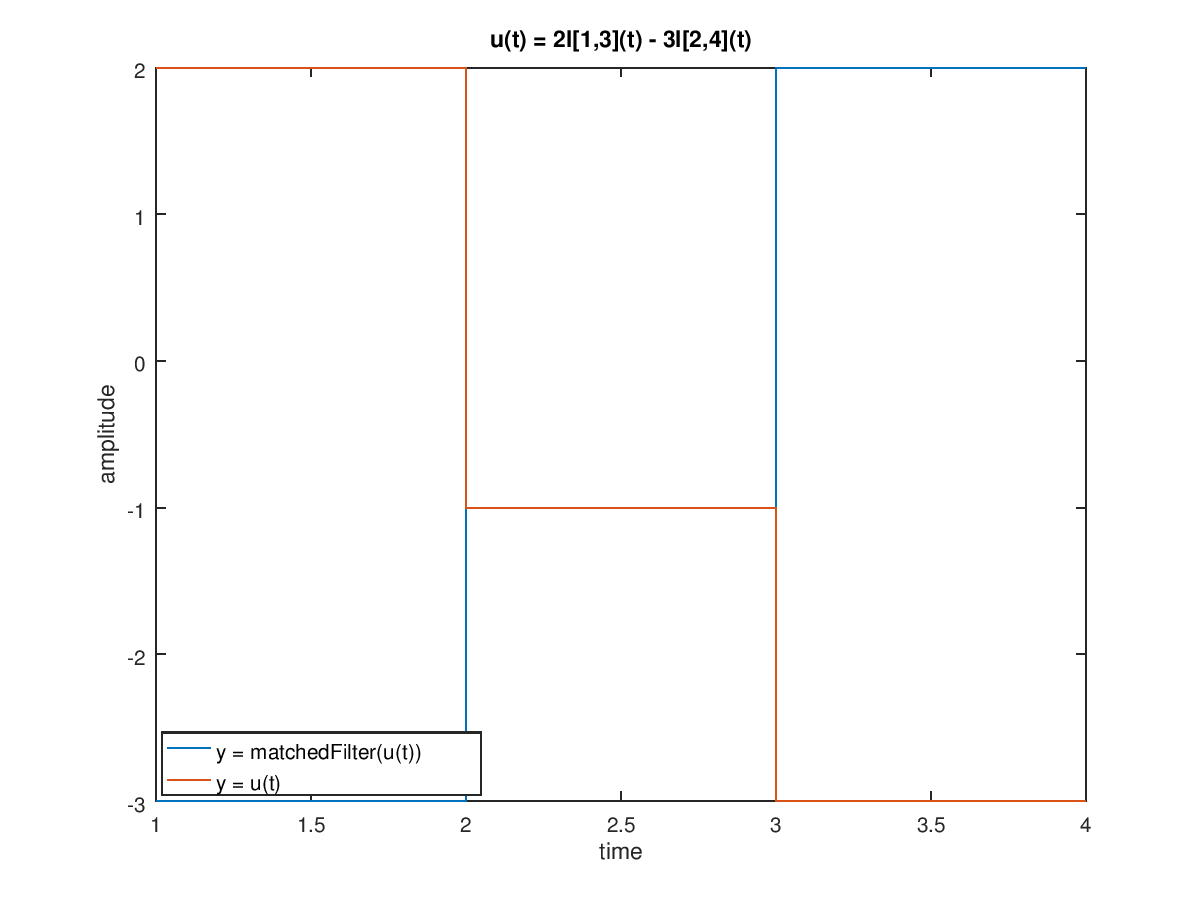 u(t) = 2I[1,3](t) - 3I[2,4](t)
2
1
0
-1
-2
-3
amplitude
y = matchedFilter(u(t))
y = u(t)
1 1.5 2 2.5 3 3.5 4
time